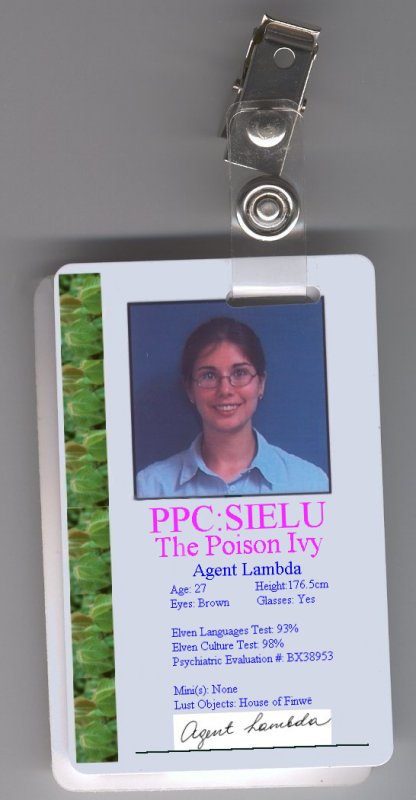 PPC:SIELU
The Poison Ivy
Agent Lambda
Age: 27 Height:176.5cm
Eyes: Brown Glasses: Yes
Elven Languages Test: 93%
Elven Culture Test: 98%
Psychiatric Evaluation #: BX38953
Mini(s): None
Lust Objects: House of Finwë
Agent Lambda